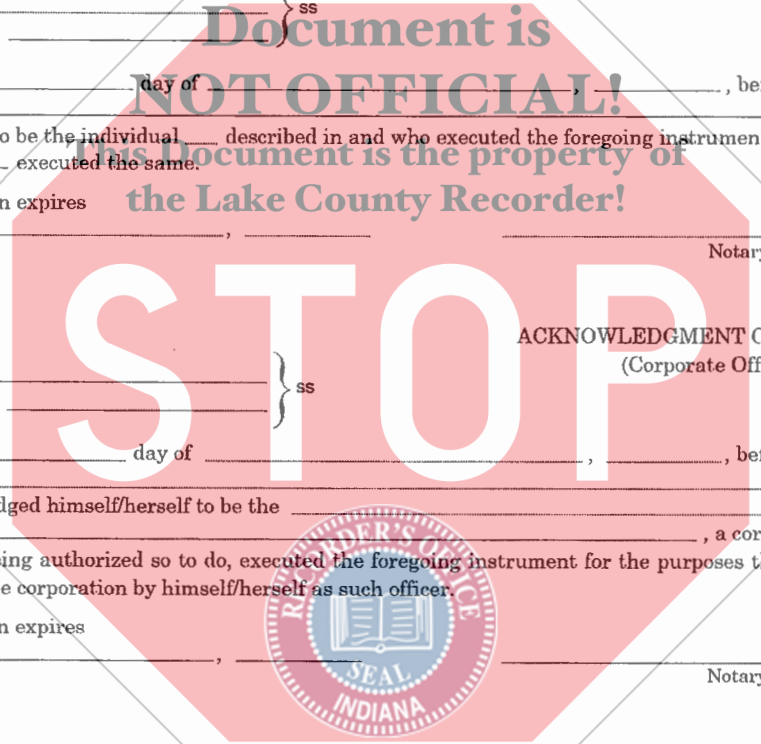 ss
Document is
day of , , be
NOT OFFICIAL!
o be the individual described in and who executed the foregoing instrumen
This Document is the property of
executed the same.
n expires
the Lake County Recorder!
,
Notary
STOP
ACKNOWLEDGMENT
(Corporate Off
ss
day of , , be
dged himself/herself to be the
, a cor
ing authorized so to do, executed the foregoing instrument for the purposes th
e corporation by himself/herself as such officer.
n expires
,
Notary
RECORDER'S OFFICE
SEAL
INDIANA